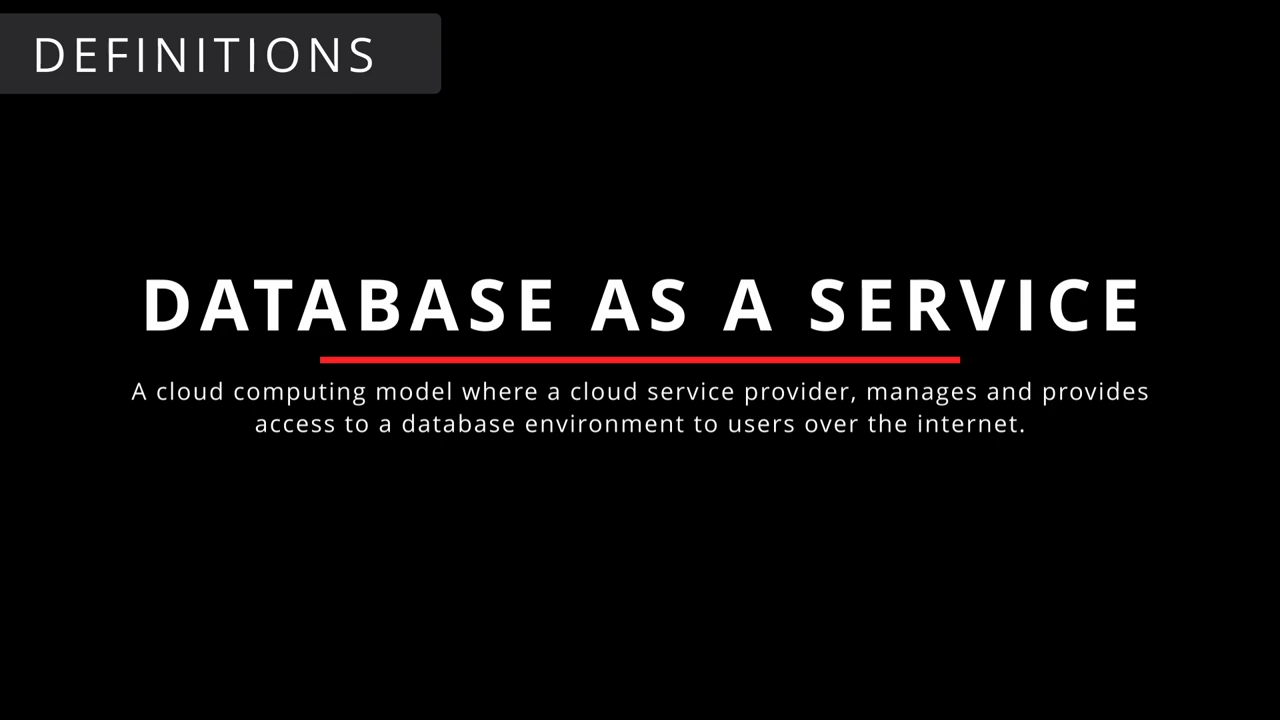 DEFINITIONS
DATABASE AS A SERVICE
A cloud computing model where a cloud service provider, manages and provides
access to a database environment to users over the internet.